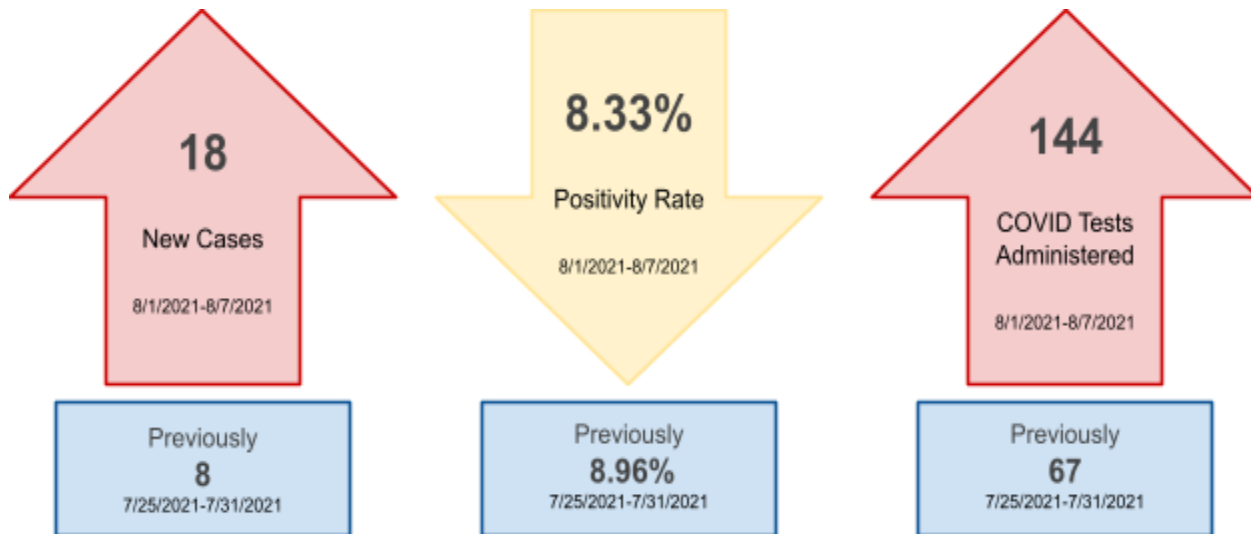 18
New Cases
8/1/2021-8/7/2021
Previously
8
7/25/2021-7/31/2021
8.33%
Positivity Rate
8/1/2021-8/7/2021
Previously
8.96%
7/25/2021-7/31/2021
144
COVID Tests
Administered
8/1/2021-8/7/2021
Previously
67
7/25/2021-7/31/2021